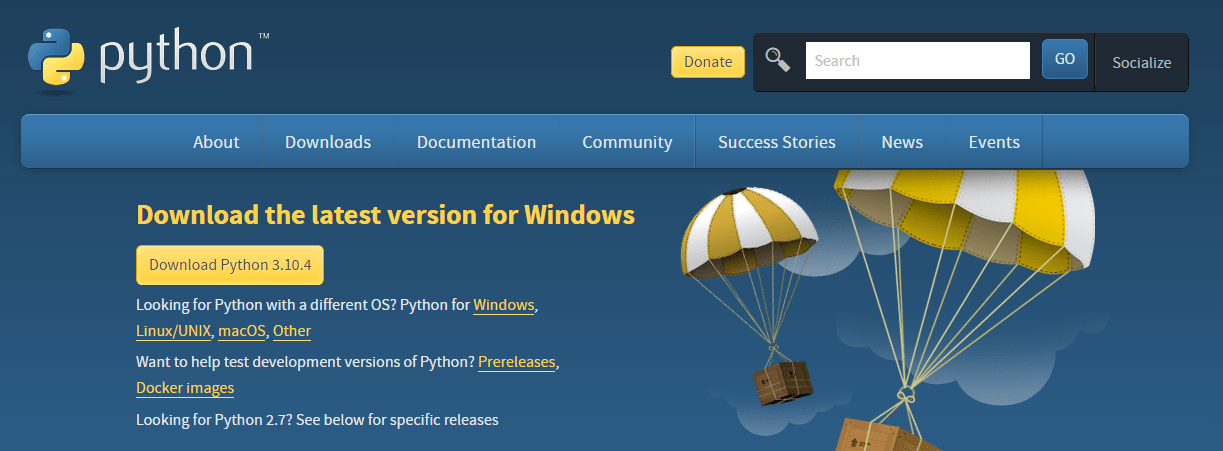 python™
Donate
Search
GO
Socialize
About
Downloads
Documentation
Community
Success Stories
News
Events
Download the latest version for Windows
Download Python 3.10.4
Looking for Python with a different OS? Python for Windows,
Linux/UNIX, macOS, Other
Want to help test development versions of Python? Prereleases,
Docker images
Looking for Python 2.7? See below for specific releases